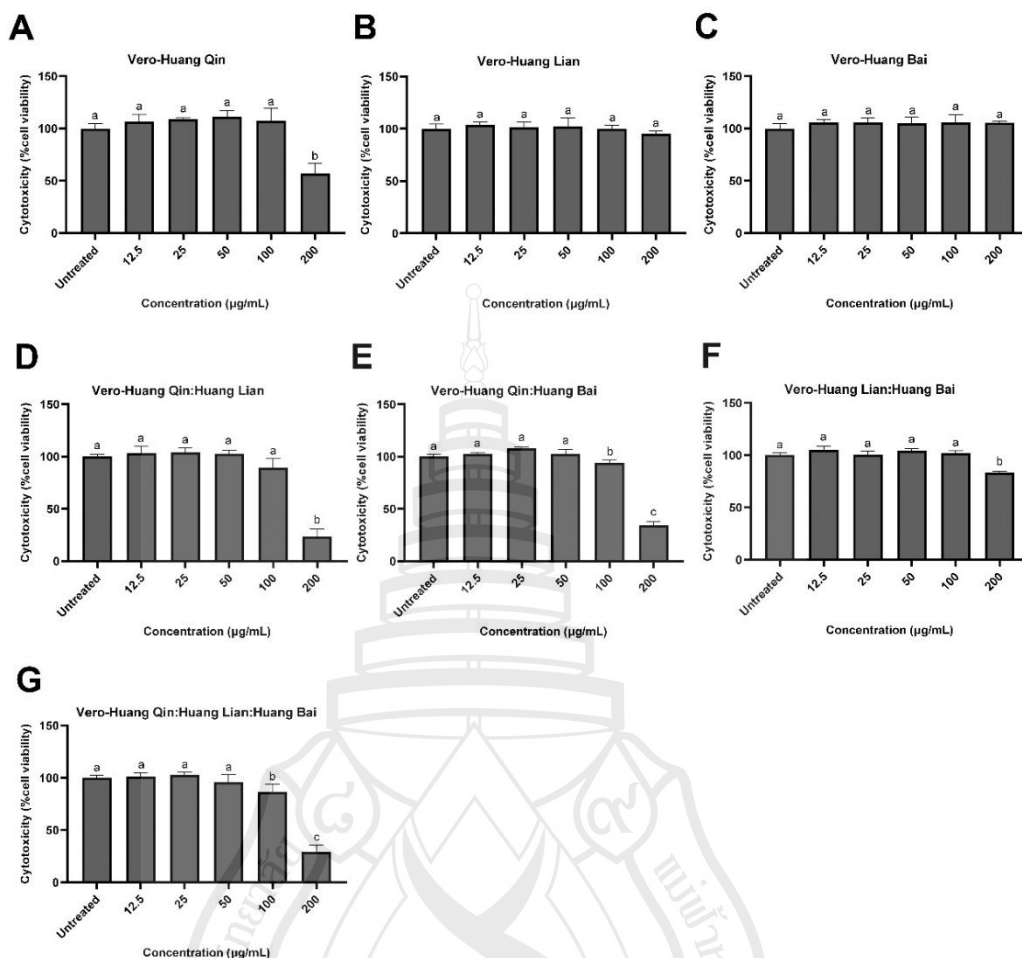 A
Vero-Huang Qin
Cytotoxicity (%cell viability)
150
100
50
0
a a a a a b
Untreated 12.5 25 50 100 200
Concentration (µg/mL)
B
Vero-Huang Lian
Cytotoxicity (%cell viability)
150
100
50
0
a a a a a a
Untreated 12.5 25 50 100 200
Concentration (µg/mL)
C
Vero-Huang Bai
Cytotoxicity (%cell viability)
150
100
50
0
a a a a a a
Untreated 12.5 25 50 100 200
Concentration (µg/mL)
D
Vero-Huang Qin:Huang Lian
Cytotoxicity (%cell viability)
150
100
50
0
a a a a a b
Untreated 12.5 25 50 100 200
Concentration (µg/mL)
E
Vero-Huang Qin:Huang Bai
Cytotoxicity (%cell viability)
150
100
50
0
a a a a b c
Untreated 12.5 25 50 100 200
Concentration (µg/mL)
F
Vero-Huang Lian:Huang Bai
Cytotoxicity (%cell viability)
150
100
50
0
a a a a a b
Untreated 12.5 25 50 100 200
Concentration (µg/mL)
G
Vero-Huang Qin:Huang Lian:Huang Bai
Cytotoxicity (%cell viability)
150
100
50
0
a a a a b c
Untreated 12.5 25 50 100 200
Concentration (µg/mL)
๘ ๙